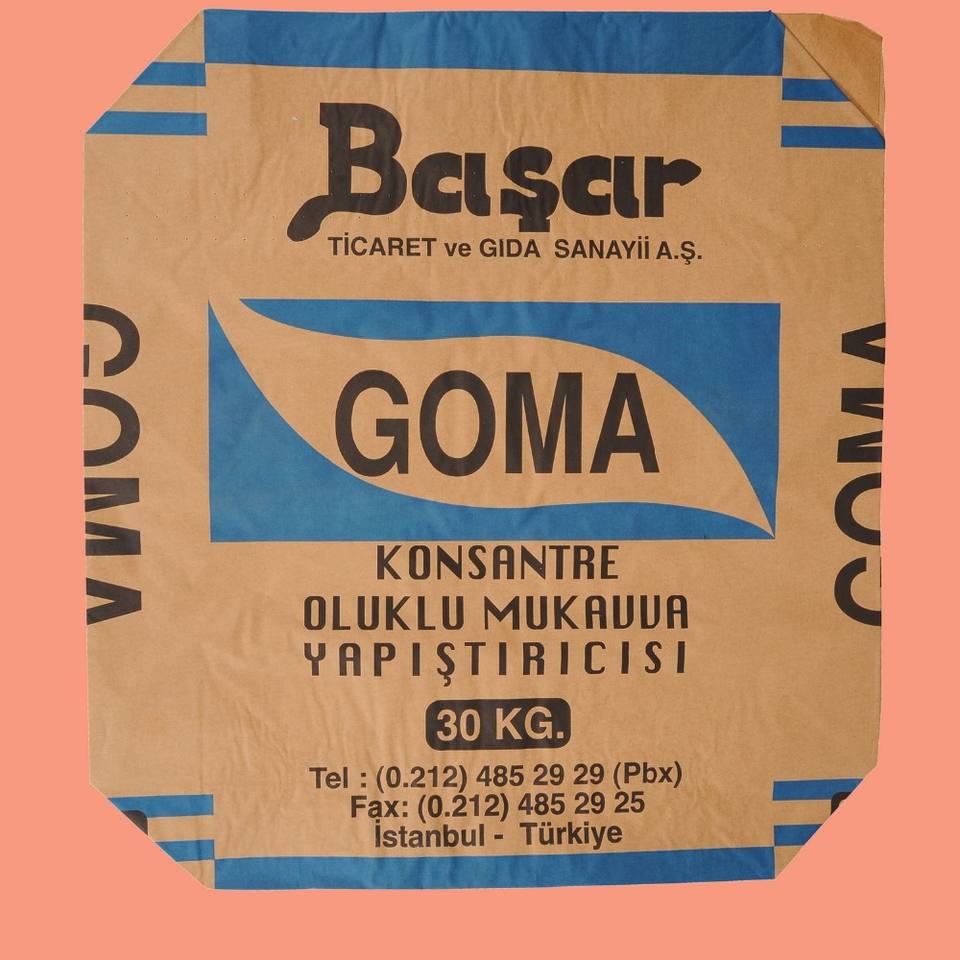 Başar
TİCARET ve GIDA SANAYİİ A.Ş.
GOMA
GOMA
GOMA
KONSANTRE
OLUKLU MUKAVVA
YAPIŞTIRICISI
30 KG.
Tel : (0.212) 485 29 29 (Pbx)
Fax: (0.212) 485 29 25
İstanbul - Türkiye